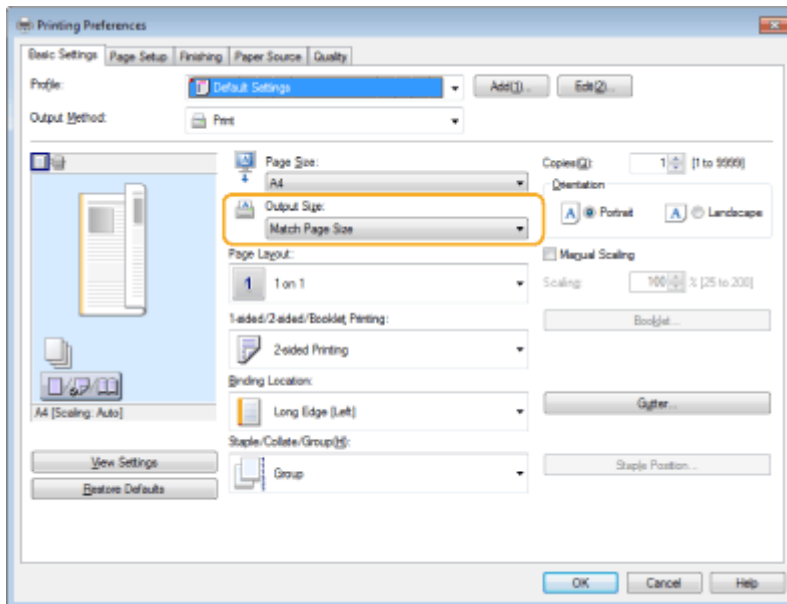 Printing Preferences
Basic Settings Page Setup Finishing Paper Source Quality
Profile: Default Settings Add(1)... Edit(2)...
Output Method: Print
Page Size: Copies(Q): 1 [1 to 9999]
A4 Orientation
Output Size: A Portrait A Landscape
Match Page Size
Page Layout: Manual Scaling
1 1 on 1 Scaling: 100 % [25 to 200]
1-sided/2-sided/Booklet Printing: Booklet...
2-sided Printing
Binding Location:
Long Edge [Left] Gutter...
A4 [Scaling: Auto]
Staple/Collate/Group(H):
View Settings Group Staple Position...
Restore Defaults
OK Cancel Help